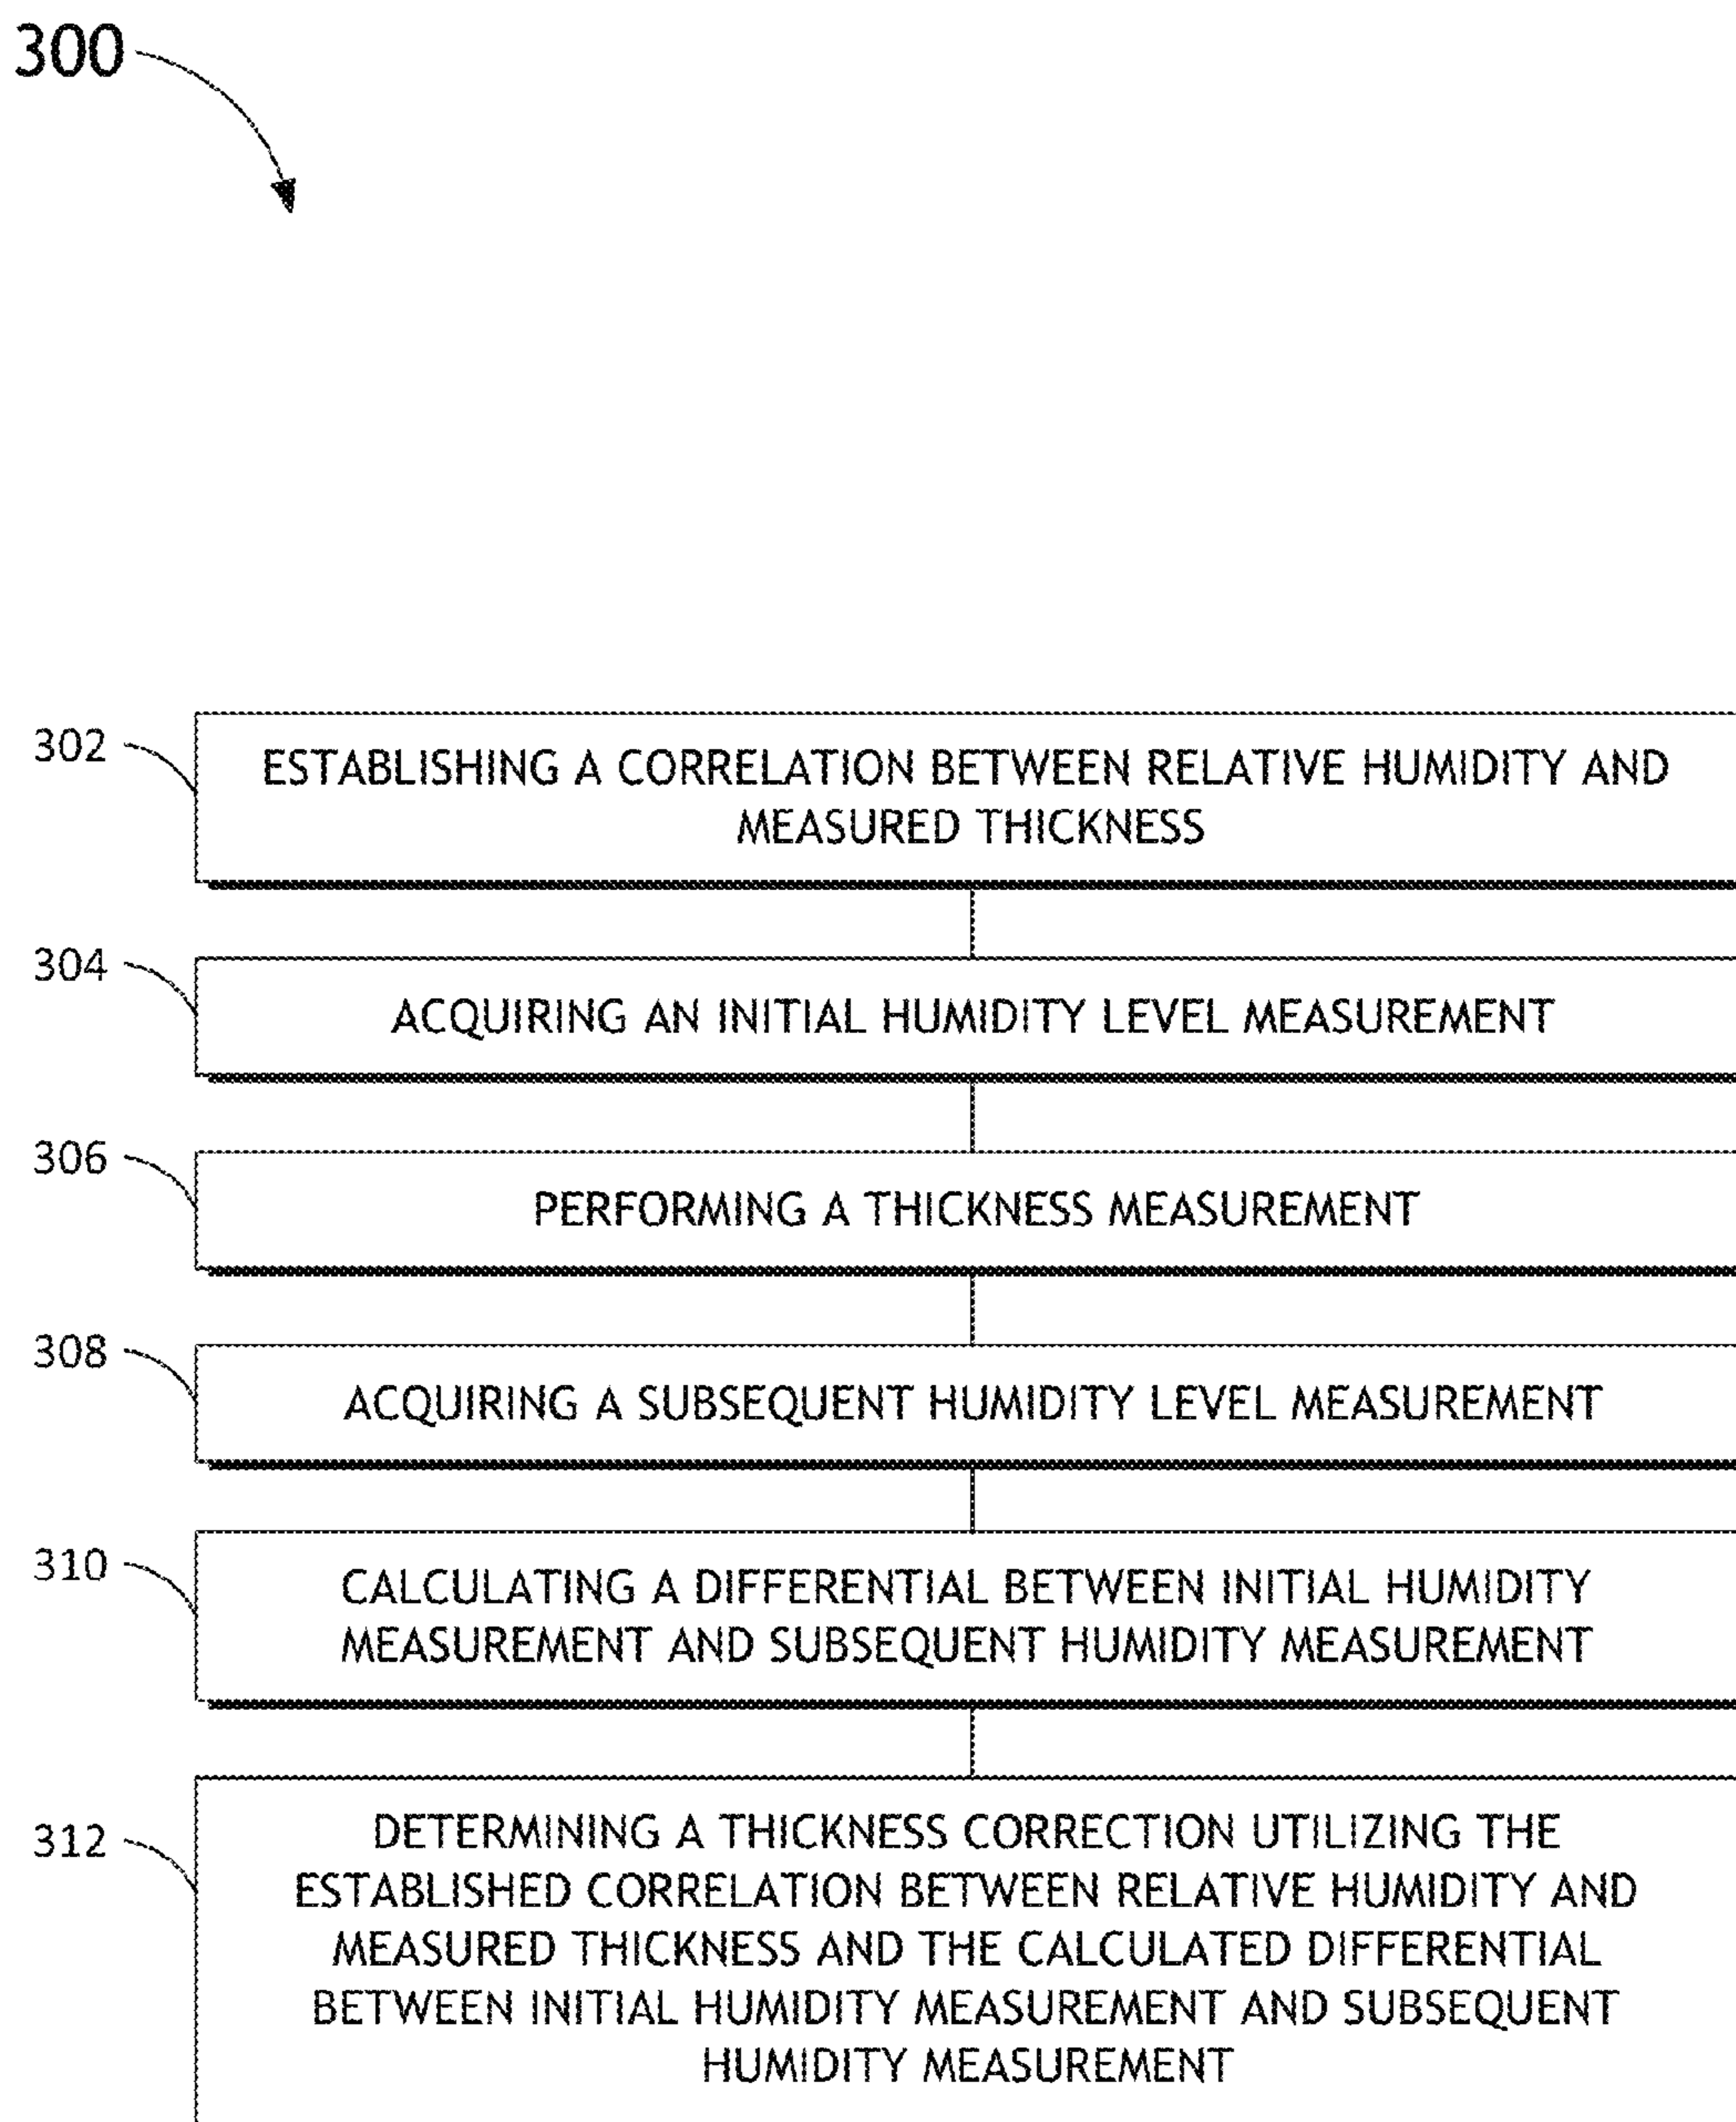 300
302
ESTABLISHING A CORRELATION BETWEEN RELATIVE HUMIDITY AND
MEASURED THICKNESS
304
ACQUIRING AN INITIAL HUMIDITY LEVEL MEASUREMENT
306
PERFORMING A THICKNESS MEASUREMENT
308
ACQUIRING A SUBSEQUENT HUMIDITY LEVEL MEASUREMENT
310
CALCULATING A DIFFERENTIAL BETWEEN INITIAL HUMIDITY
MEASUREMENT AND SUBSEQUENT HUMIDITY MEASUREMENT
312
DETERMINING A THICKNESS CORRECTION UTILIZING THE
ESTABLISHED CORRELATION BETWEEN RELATIVE HUMIDITY AND
MEASURED THICKNESS AND THE CALCULATED DIFFERENTIAL
BETWEEN INITIAL HUMIDITY MEASUREMENT AND SUBSEQUENT
HUMIDITY MEASUREMENT